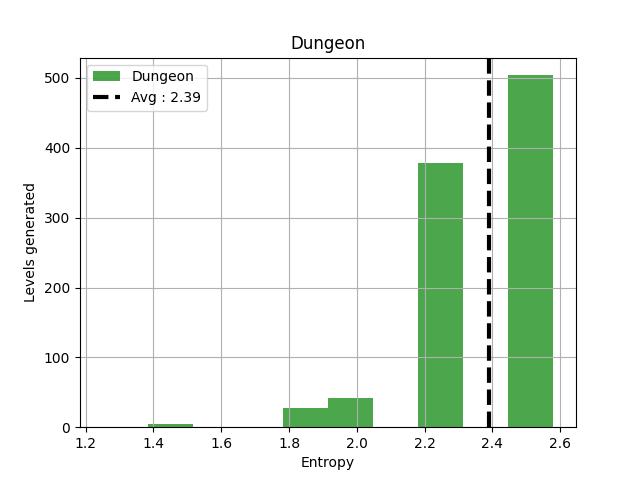 Dungeon
Dungeon
Avg : 2.39
Levels generated
500
400
300
200
100
0
1.2 1.4 1.6 1.8 2.0 2.2 2.4 2.6
Entropy